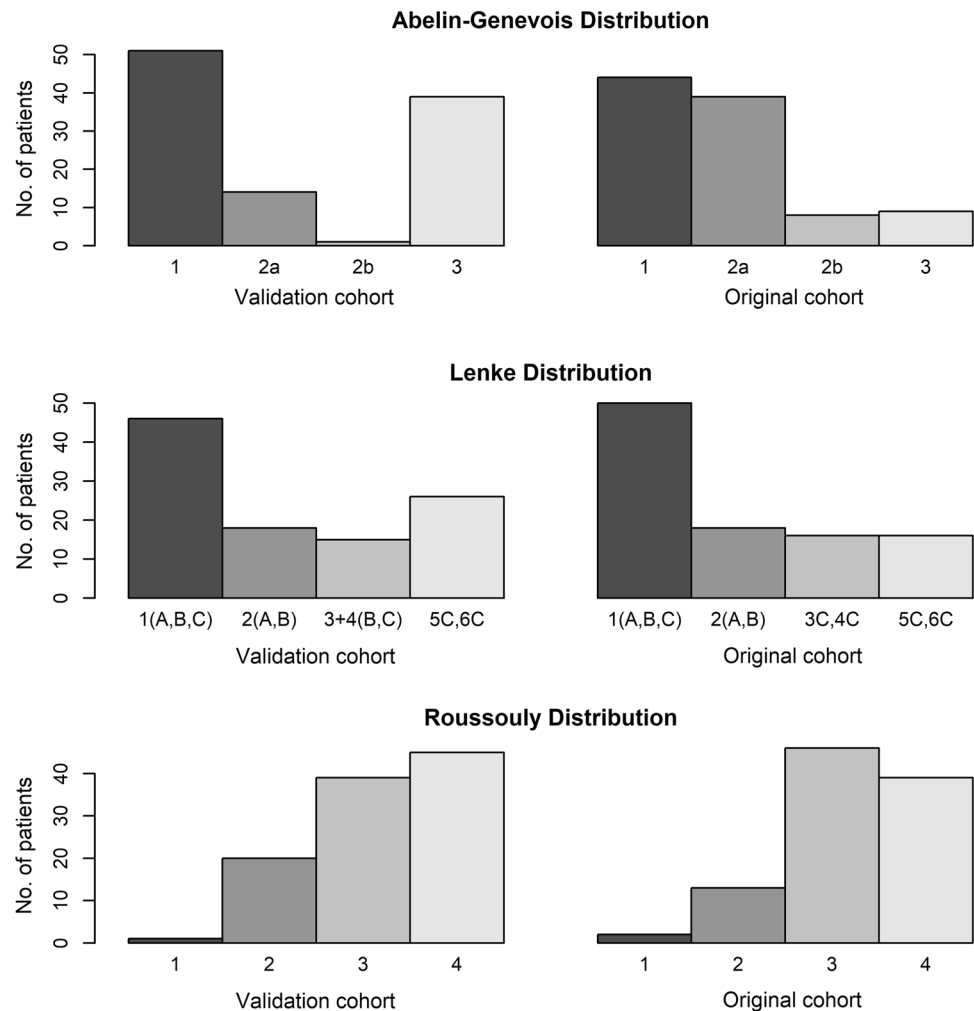 Abelin-Genevois Distribution
No. of patients
50
40
30
20
10
0
1 2a 2b 3 1 2a 2b 3
Validation cohort Original cohort
Lenke Distribution
No. of patients
50
40
30
20
10
0
1(A,B,C) 2(A,B) 3+4(B,C) 5C,6C 1(A,B,C) 2(A,B) 3C,4C 5C,6C
Validation cohort Original cohort
Roussouly Distribution
No. of patients
40
30
20
10
0
1 2 3 4 1 2 3 4
Validation cohort Original cohort